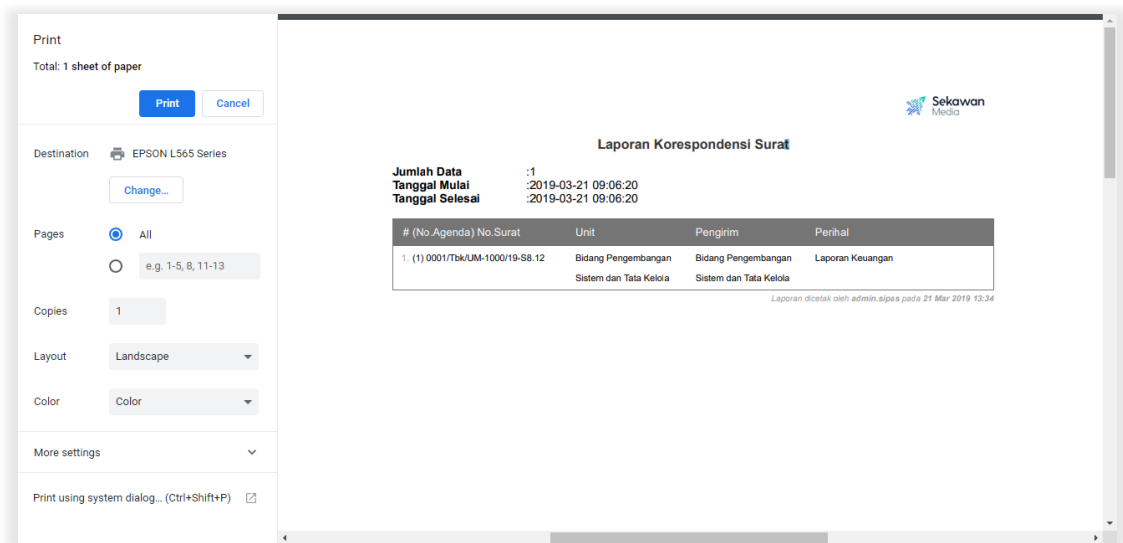 Print
Total: 1 sheet of paper
Print Cancel
Destination EPSON L565 Series
Change...
Pages All
e.g. 1-5, 8, 11-13
Copies 1
Layout Landscape
Color Color
More settings
Print using system dialog... (Ctrl+Shift+P)
Sekawan
Media
Laporan Korespondensi Surat
Jumlah Data :1
Tanggal Mulai :2019-03-21 09:06:20
Tanggal Selesai :2019-03-21 09:06:20
# (No.Agenda) No.Surat Unit Pengirim Perihal
1. (1) 0001/Tbk/UM-1000/19-S8.12 Bidang Pengembangan Bidang Pengembangan Laporan Keuangan
Sistem dan Tata Kelola Sistem dan Tata Kelola
Laporan dicetak oleh admin.sipas pada 21 Mar 2019 13:34